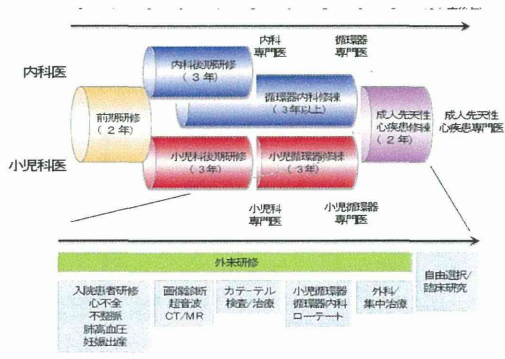 内科
専門医
循環器
専門医
内科医
内科後期研修
(3年)
循環器内科修練
(3年以上)
前期研修
(2年)
成人先天性
心疾患修練
(2年)
成人先天性
心疾患専門医
小児科医
小児科後期研修
(3年)
小児循環器修練
(3年)
小児科
専門医
小児循環器
専門医
外来研修
自由選択/
臨床研究
入院患者研修
心不全
不整脈
肺高血圧
妊娠出産
画像診断
超音波
CT/MR
カテーテル
検査/治療
小児循環器
循環器内科
ローテート
外科/
集中治療